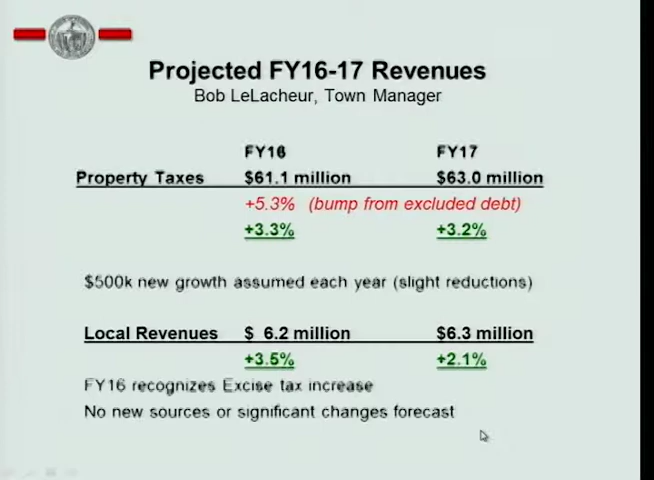 Projected FY16-17 Revenues
Bob LeLacheur, Town Manager
FY16 FY17
Property Taxes $61.1 million $63.0 million
+5.3% (bump from excluded debt)
+3.3% +3.2%
$500k new growth assumed each year (slight reductions)
Local Revenues $ 6.2 million $6.3 million
+3.5% +2.1%
FY16 recognizes Excise tax increase
No new sources or significant changes forecast